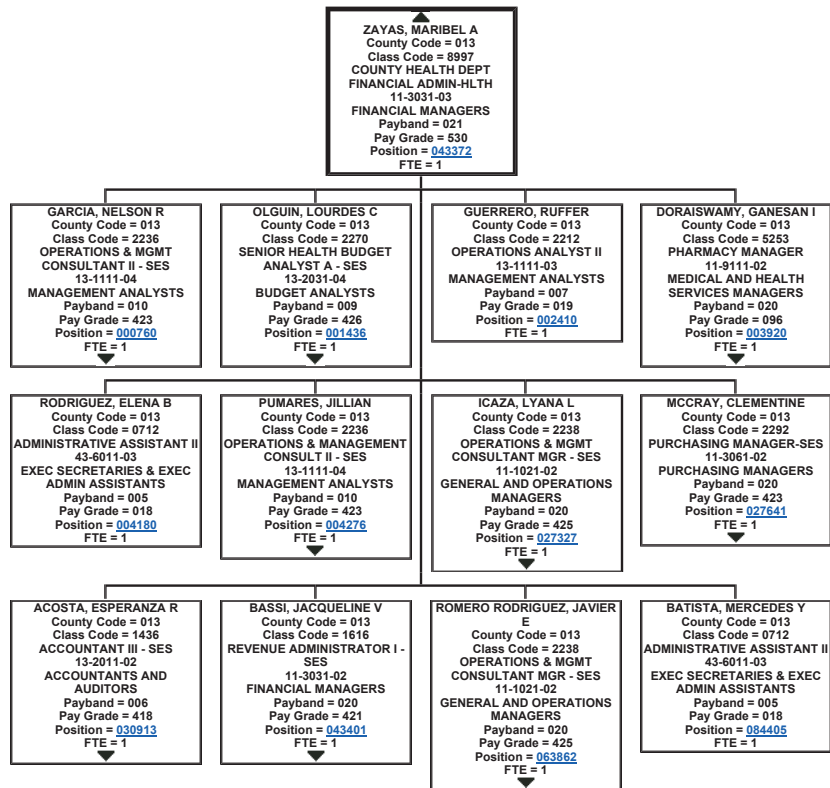 ZAYAS, MARIBEL A
County Code = 013
Class Code = 8997
COUNTY HEALTH DEPT
FINANCIAL ADMIN-HLTH
11-3031-03
FINANCIAL MANAGERS
Payband = 021
Pay Grade = 530
Position = 043372
FTE = 1
GARCIA, NELSON R
County Code = 013
Class Code = 2236
OPERATIONS & MGMT
CONSULTANT II - SES
13-1111-04
MANAGEMENT ANALYSTS
Payband = 010
Pay Grade = 423
Position = 000760
FTE = 1
OLGUIN, LOURDES C
County Code = 013
Class Code = 2270
SENIOR HEALTH BUDGET
ANALYST A - SES
13-2031-04
BUDGET ANALYSTS
Payband = 009
Pay Grade = 426
Position = 001436
FTE = 1
GUERRERO, RUFFER
County Code = 013
Class Code = 2212
OPERATIONS ANALYST II
13-1111-03
MANAGEMENT ANALYSTS
Payband = 007
Pay Grade = 019
Position = 002410
FTE = 1
DORAISWAMY, GANESAN I
County Code = 013
Class Code = 5253
PHARMACY MANAGER
11-9111-02
MEDICAL AND HEALTH
SERVICES MANAGERS
Payband = 020
Pay Grade = 096
Position = 003920
FTE = 1
RODRIGUEZ, ELENA B
County Code = 013
Class Code = 0712
ADMINISTRATIVE ASSISTANT II
43-6011-03
EXEC SECRETARIES & EXEC
ADMIN ASSISTANTS
Payband = 005
Pay Grade = 018
Position = 004180
FTE = 1
PUMARES, JILLIAN
County Code = 013
Class Code = 2236
OPERATIONS & MANAGEMENT
CONSULT II - SES
13-1111-04
MANAGEMENT ANALYSTS
Payband = 010
Pay Grade = 423
Position = 004276
FTE = 1
ICAZA, LYANA L
County Code = 013
Class Code = 2238
OPERATIONS & MGMT
CONSULTANT MGR - SES
11-1021-02
GENERAL AND OPERATIONS
MANAGERS
Payband = 020
Pay Grade = 425
Position = 027327
FTE = 1
MCCRAY, CLEMENTINE
County Code = 013
Class Code = 2292
PURCHASING MANAGER-SES
11-3061-02
PURCHASING MANAGERS
Payband = 020
Pay Grade = 423
Position = 027641
FTE = 1
ACOSTA, ESPERANZA R
County Code = 013
Class Code = 1436
ACCOUNTANT III - SES
13-2011-02
ACCOUNTANTS AND
AUDITORS
Payband = 006
Pay Grade = 418
Position = 030913
FTE = 1
BASSI, JACQUELINE V
County Code = 013
Class Code = 1616
REVENUE ADMINISTRATOR I -
SES
11-3031-02
FINANCIAL MANAGERS
Payband = 020
Pay Grade = 421
Position = 043401
FTE = 1
ROMERO RODRIGUEZ, JAVIER
E
County Code = 013
Class Code = 2238
OPERATIONS & MGMT
CONSULTANT MGR - SES
11-1021-02
GENERAL AND OPERATIONS
MANAGERS
Payband = 020
Pay Grade = 425
Position = 063862
FTE = 1
BATISTA, MERCEDES Y
County Code = 013
Class Code = 0712
ADMINISTRATIVE ASSISTANT II
43-6011-03
EXEC SECRETARIES & EXEC
ADMIN ASSISTANTS
Payband = 005
Pay Grade = 018
Position = 084405
FTE = 1